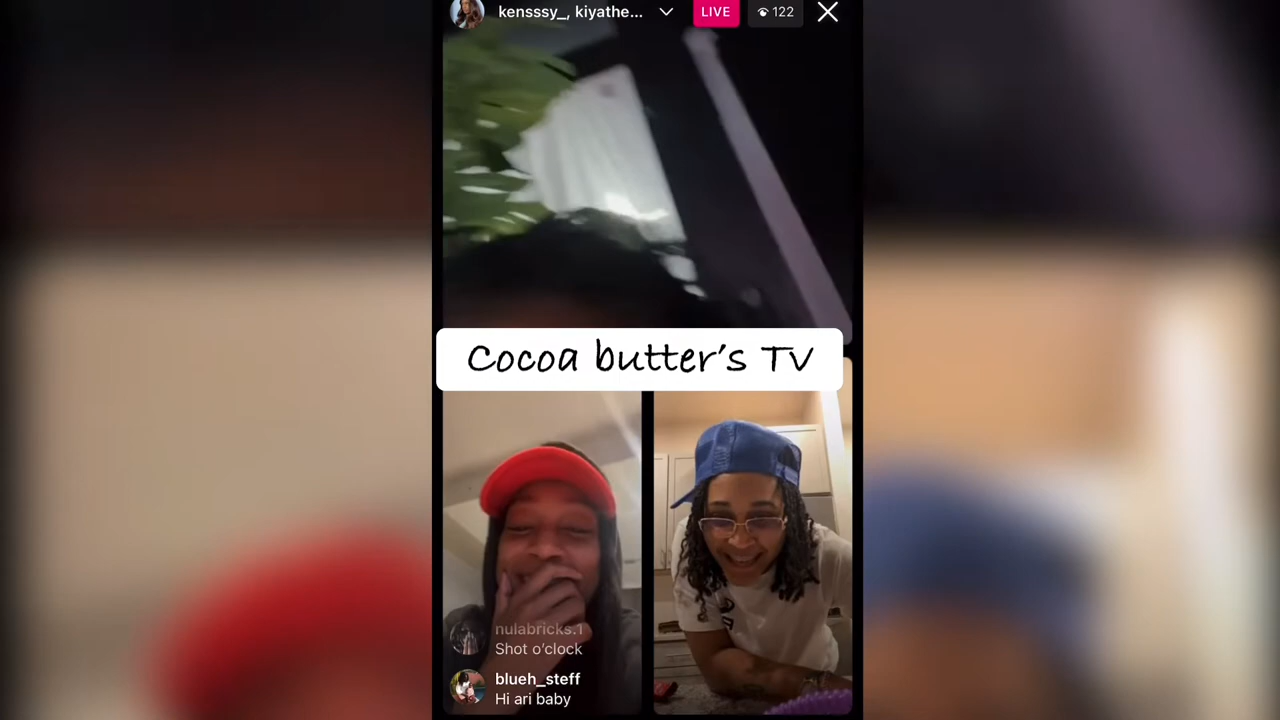 kensssy_, kiyathe...
LIVE
122
Cocoa butter's TV
nulabricks.1
Shot o'clock
blueh_steff
Hi ari baby